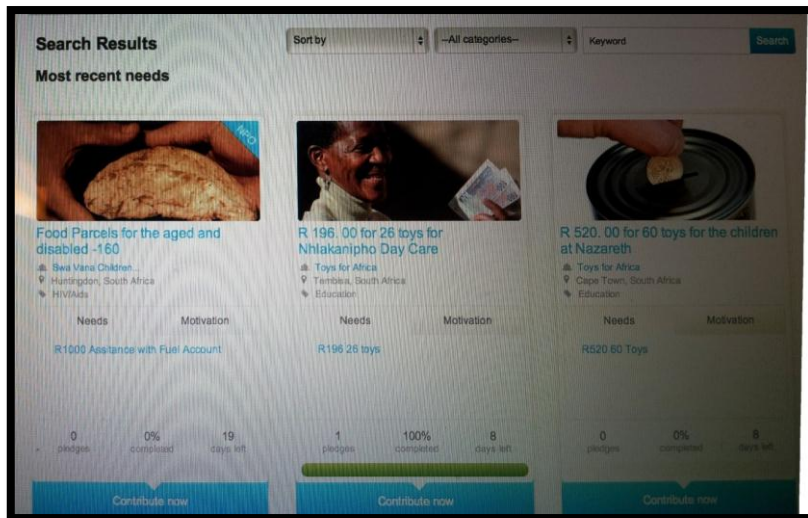 Search Results
Sort by
--All categories--
Keyword
Search
Most recent needs
NPO
Food Parcels for the aged and
disabled -160
Swa Vana Children...
Huntingdon, South Africa
HIV/Aids
Needs
Motivation
R1000 Assitance with Fuel Account
0
pledges
0%
completed
19
days left
Contribute now
R 196. 00 for 26 toys for
Nhlakanipho Day Care
Toys for Africa
Tembisa, South Africa
Education
Needs
Motivation
R196 26 toys
1
pledges
100%
completed
8
days left
Contribute now
R 520. 00 for 60 toys for the children
at Nazareth
Toys for Africa
Cape Town, South Africa
Education
Needs
Motivation
R520 60 Toys
0
pledges
0%
completed
8
days left
Contribute now